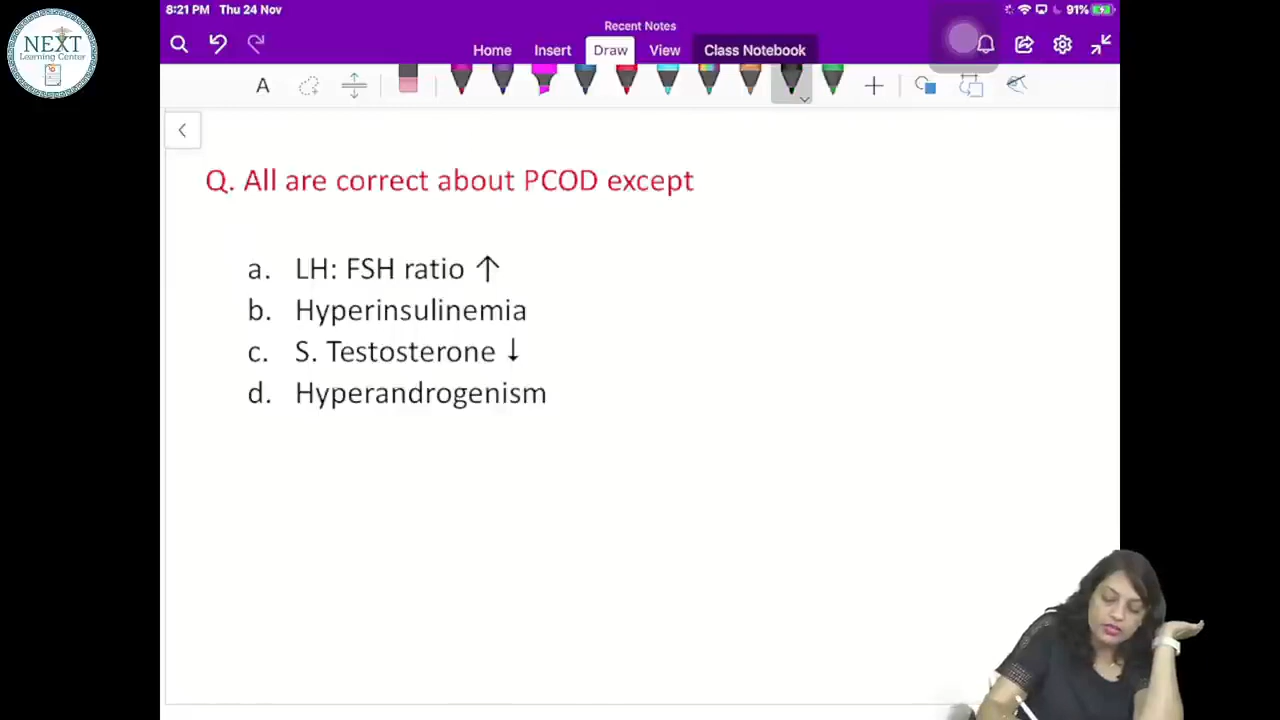 8:21 PM Thu 24 Nov
91%
Recent Notes
NEXT
Learning Center
Home Insert Draw View Class Notebook
A
Q. All are correct about PCOD except
a. LH: FSH ratio ↑
b. Hyperinsulinemia
c. S. Testosterone ↓
d. Hyperandrogenism